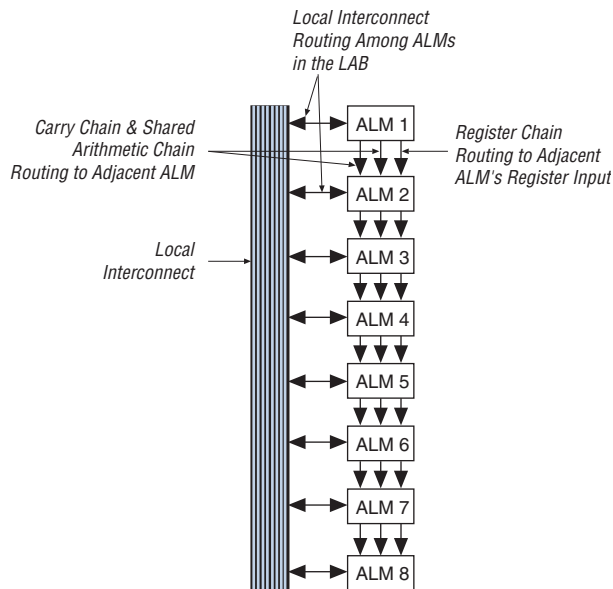 Local Interconnect
Routing Among ALMs
in the LAB
Carry Chain & Shared
Arithmetic Chain
Routing to Adjacent ALM
Register Chain
Routing to Adjacent
ALM's Register Input
Local
Interconnect
ALM 1
ALM 2
ALM 3
ALM 4
ALM 5
ALM 6
ALM 7
ALM 8